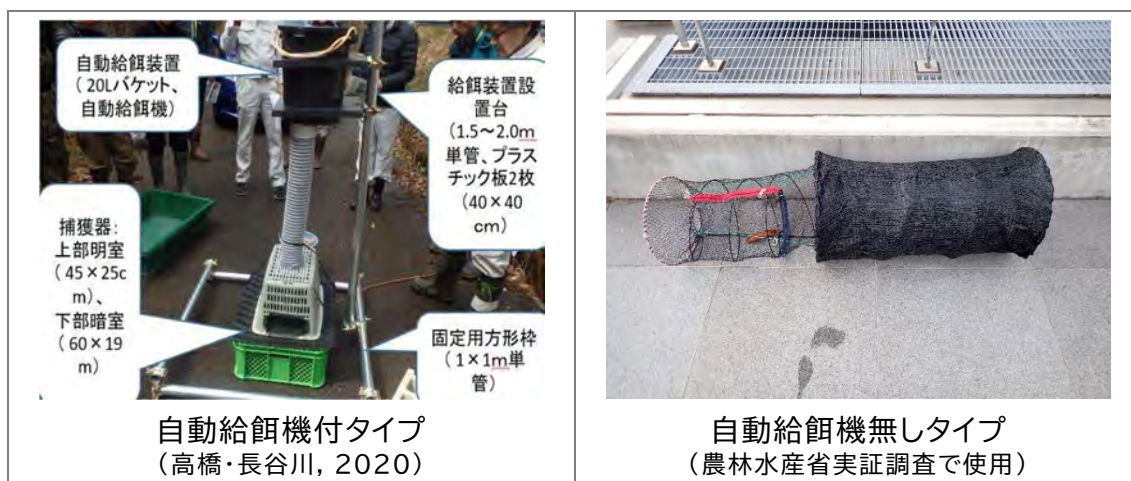 自動給餌装置
(20Lバケット、
自動給餌機)
給餌装置設
置台
(1.5~2.0m
単管、プラス
チック板2枚
(40×40
cm)
捕獲器:
上部明室
(45×25c
m)、
下部暗室
(60×19
m)
固定用方形枠
(1×1m単
管)
自動給餌機付タイプ
(高橋・長谷川, 2020)
自動給餌機無しタイプ
(農林水産省実証調査で使用)